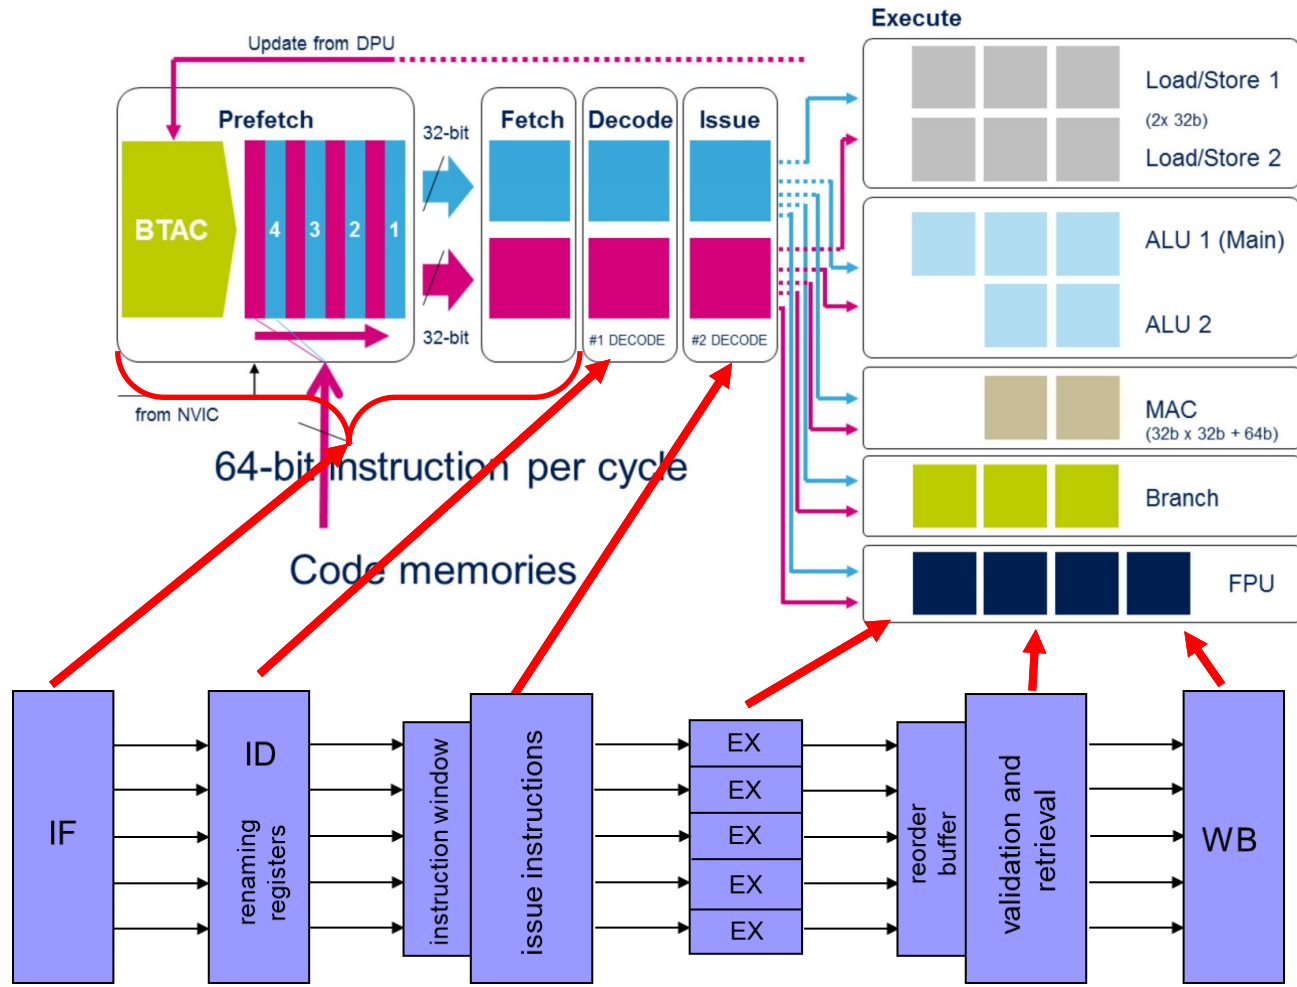 Execute
Update from DPU
Prefetch
32-bit
Fetch
Decode
Issue
BTAC
4
3
2
1
32-bit
#1 DECODE
#2 DECODE
Load/Store 1
(2x 32b)
Load/Store 2
ALU 1 (Main)
ALU 2
MAC
(32b x 32b + 64b)
Branch
FPU
from NVIC
64-bit instruction per cycle
Code memories
IF
ID
renaming
registers
instruction window
issue instructions
EX
EX
EX
EX
EX
reorder
buffer
validation and
retrieval
WB